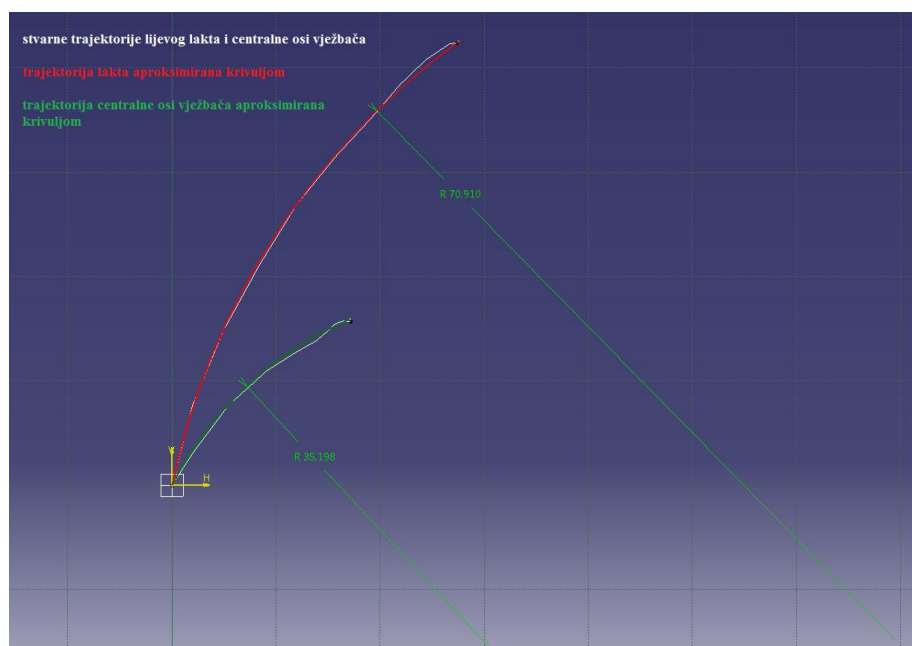 stvarne trajektorije lijevog lakta i centralne osi vježbača
trajektorija lakta aproksimirana krivuljom
trajektorija centralne osi vježbača aproksimirana
krivuljom
R 70.910
R 35.198
V
H